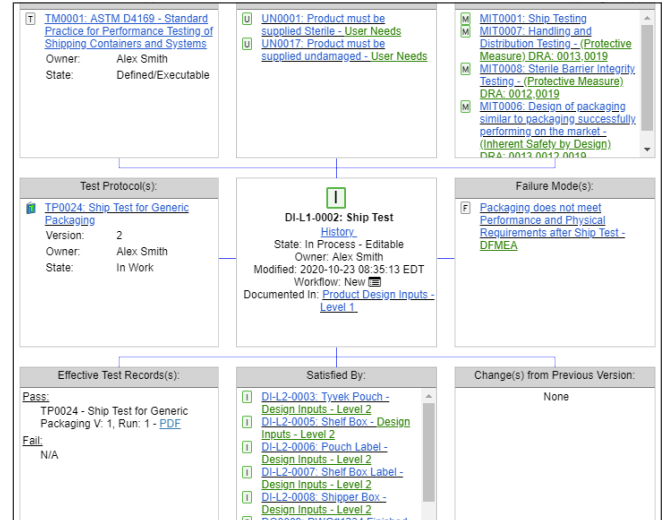 T TM0001: ASTM D4169 - Standard
Practice for Performance Testing of
Shipping Containers and Systems
Owner: Alex Smith
State: Defined/Executable
U UN0001: Product must be
supplied Sterile - User Needs
U UN0017: Product must be
supplied undamaged - User Needs
M MIT0001: Ship Testing
M MIT0007: Handling and
Distribution Testing - (Protective
Measure) DRA: 0013,0019
M MIT0008: Sterile Barrier Integrity
Testing - (Protective Measure)
DRA: 0012,0019
M MIT0006: Design of packaging
similar to packaging successfully
performing on the market -
(Inherent Safety by Design)
DRA: 0013,0012,0019
Test Protocol(s):
TP0024: Ship Test for Generic
Packaging
Version: 2
Owner: Alex Smith
State: In Work
I
DI-L1-0002: Ship Test
History
State: In Process - Editable
Owner: Alex Smith
Modified: 2020-10-23 08:35:13 EDT
Workflow: New
Documented In: Product Design Inputs -
Level 1
Failure Mode(s):
F Packaging does not meet
Performance and Physical
Requirements after Ship Test -
DFMEA
Effective Test Records(s):
Pass:
TP0024 - Ship Test for Generic
Packaging V: 1, Run: 1 - PDF
Fail:
N/A
Satisfied By:
I DI-L2-0003: Tyvek Pouch -
Design Inputs - Level 2
I DI-L2-0005: Shelf Box - Design
Inputs - Level 2
I DI-L2-0006: Pouch Label -
Design Inputs - Level 2
I DI-L2-0007: Shelf Box Label -
Design Inputs - Level 2
I DI-L2-0008: Shipper Box -
Design Inputs - Level 2
Finished
Change(s) from Previous Version:
None